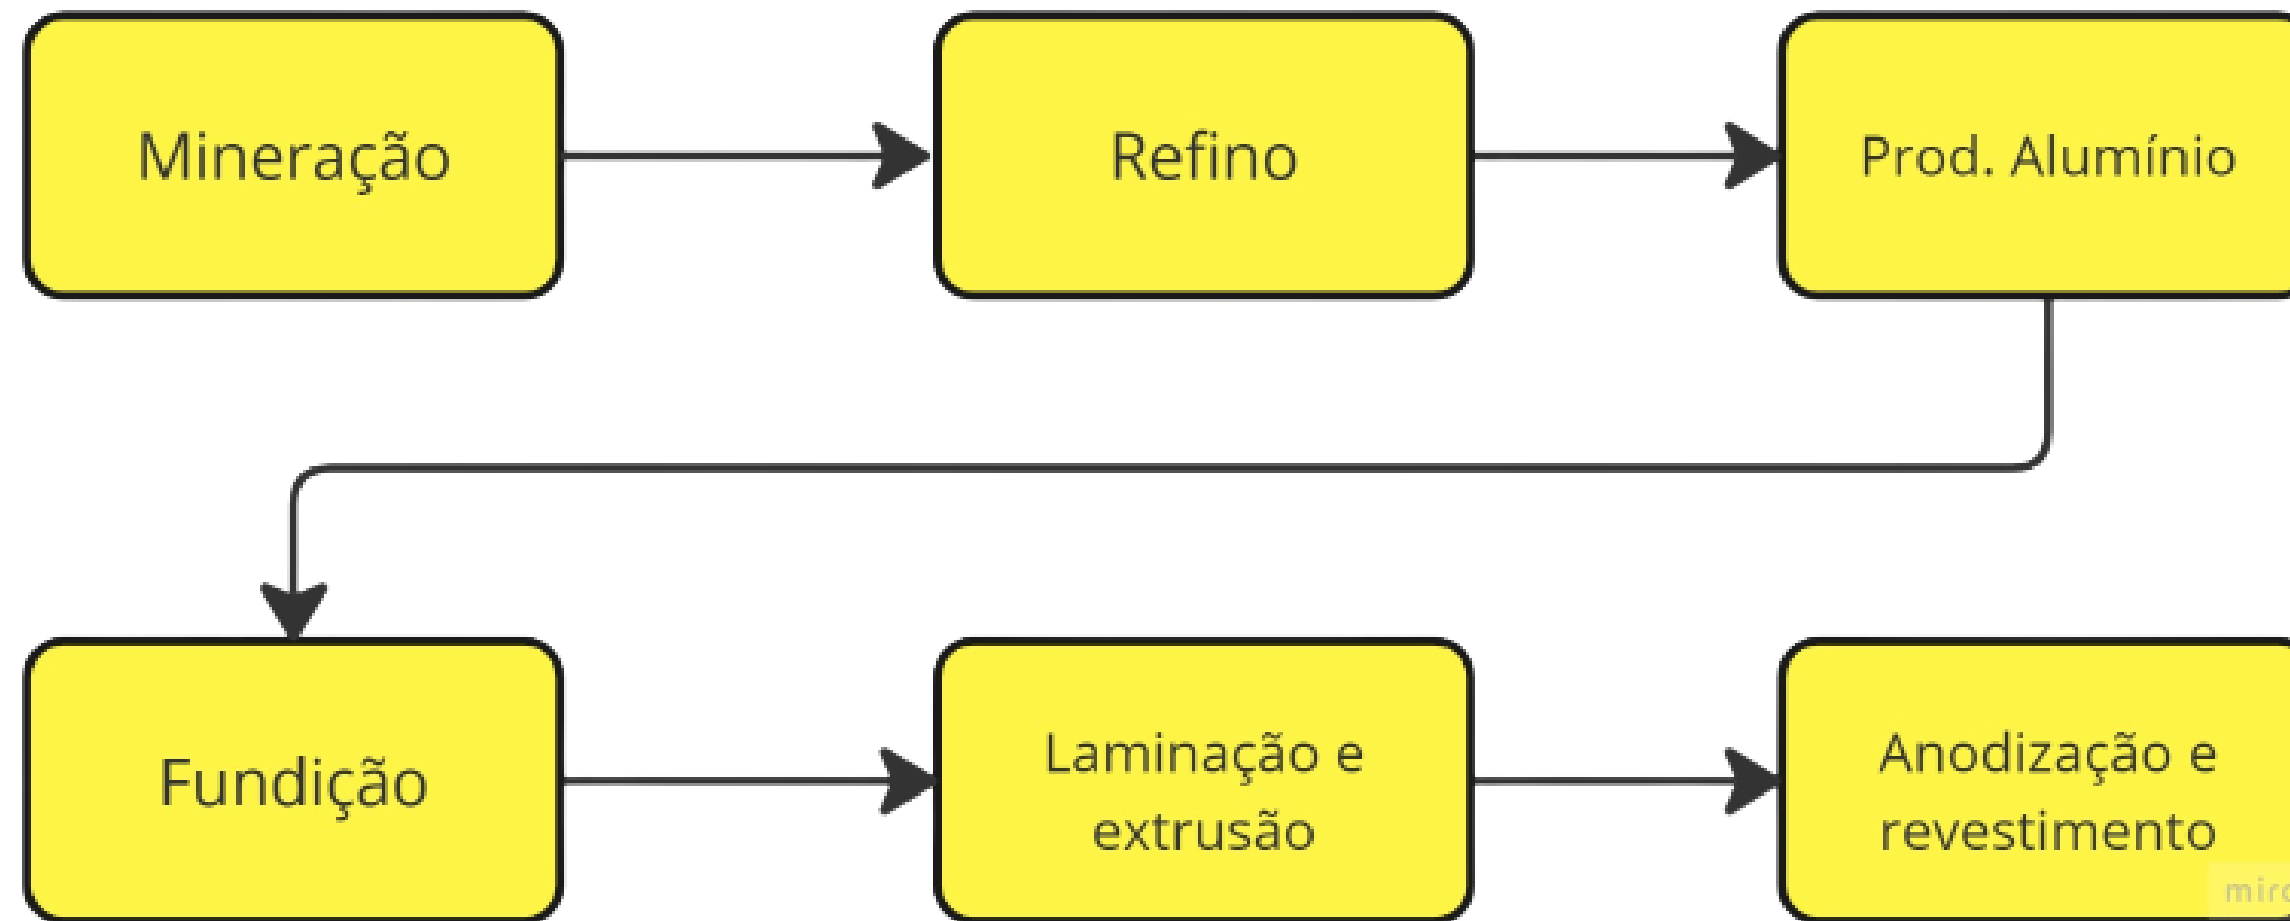 Mineração
Refino
Prod. Alumínio
Fundição
Laminação e
extrusão
Anodização e
revestimento